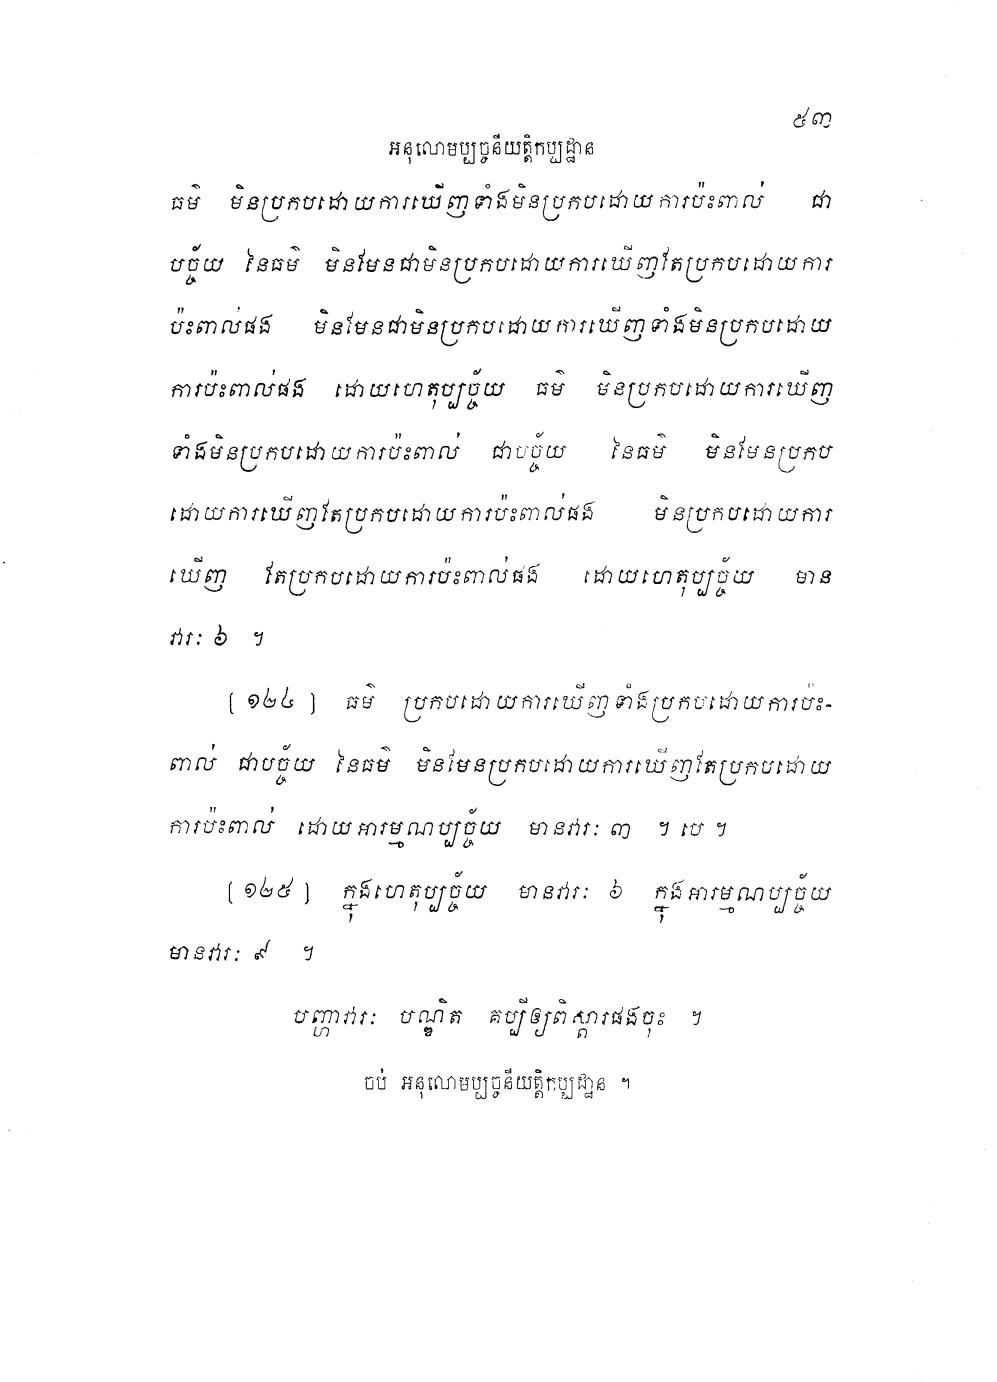 ៥៣
អនុលោមប្បច្ចនីយត្តិកប្បដ្ឋាន
ធម៌ មិនប្រកបដោយការឃើញទាំងមិនប្រកបដោយការប៉ះពាល់ ជា
បច្ច័យ នៃធម៌ មិនមែនជាមិនប្រកបដោយការឃើញតែប្រកបដោយការ
ប៉ះពាល់ផង មិនមែនជាមិនប្រកបដោយការឃើញទាំងមិនប្រកបដោយ
ការប៉ះពាល់ផង ដោយហេតុប្បច្ច័យ ធម៌ មិនប្រកបដោយការឃើញ
ទាំងមិនប្រកបដោយការប៉ះពាល់ ជាបច្ច័យ នៃធម៌ មិនមែនប្រកប
ដោយការឃើញតែប្រកបដោយការប៉ះពាល់ផង មិនប្រកបដោយការ
ឃើញ តែប្រកបដោយការប៉ះពាល់ផង ដោយហេតុប្បច្ច័យ មាន
វារៈ ៦ ។
(១២៤) ធម៌ ប្រកបដោយការឃើញទាំងប្រកបដោយការប៉ះ-
ពាល់ ជាបច្ច័យ នៃធម៌ មិនមែនប្រកបដោយការឃើញតែប្រកបដោយ
ការប៉ះពាល់ ដោយអារម្មណប្បច្ច័យ មានវារៈ ៣ ។ បេ ។
(១២៥) ក្នុងហេតុប្បច្ច័យ មានវារៈ ៦ ក្នុងអារម្មណប្បច្ច័យ
មានវារៈ ៩ ។
បញ្ហាវារៈ បណ្ឌិត គប្បីឲ្យពិស្តារផងចុះ ។
ចប់ អនុលោមប្បច្ចនីយត្តិកប្បដ្ឋាន ។